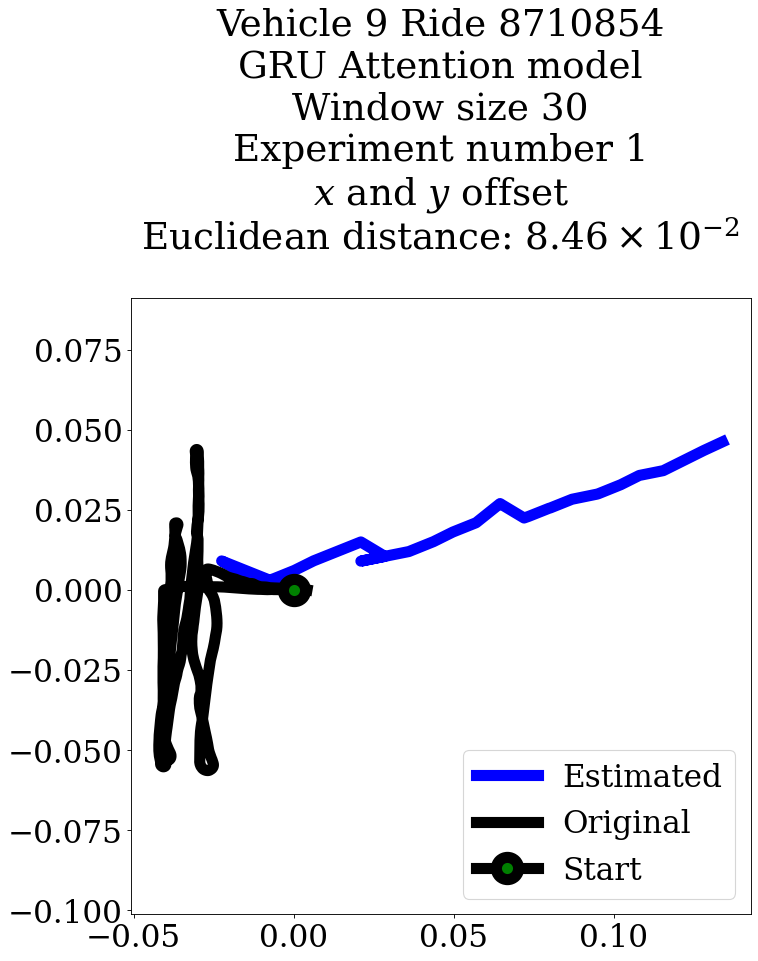 Vehicle 9 Ride 8710854
GRU Attention model
Window size 30
Experiment number 1
x and y offset
Euclidean distance: 8.46 × 10⁻²
0.075
0.050
0.025
0.000
−0.025
−0.050
−0.075
−0.100
−0.05 0.00 0.05 0.10
Estimated
Original
Start